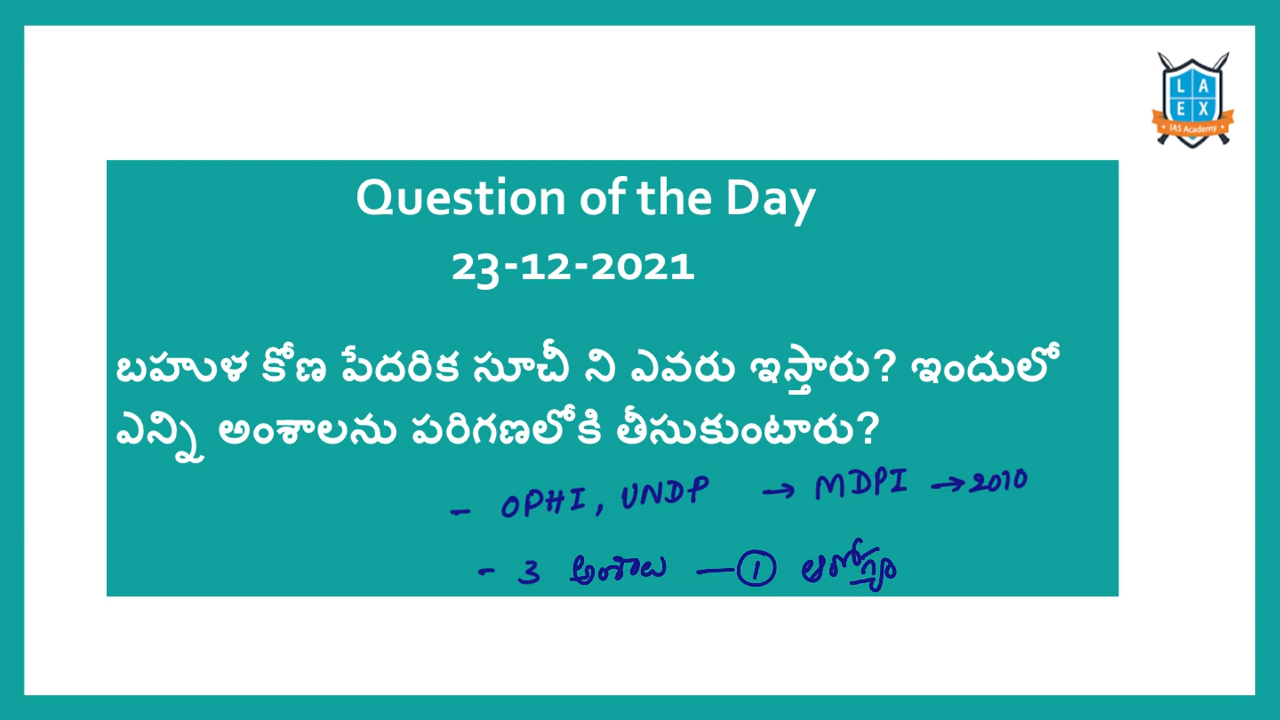 L A
E X
IAS Academy
Question of the Day
23-12-2021
బహుళ కోణ పేదరిక సూచీ ని ఎవరు ఇస్తారు? ఇందులో
ఎన్ని అంశాలను పరిగణలోకి తీసుకుంటారు?
- OPHI, UNDP → MDPI → 2010
- 3 అంశాలు — ① ఆరోగ్యం